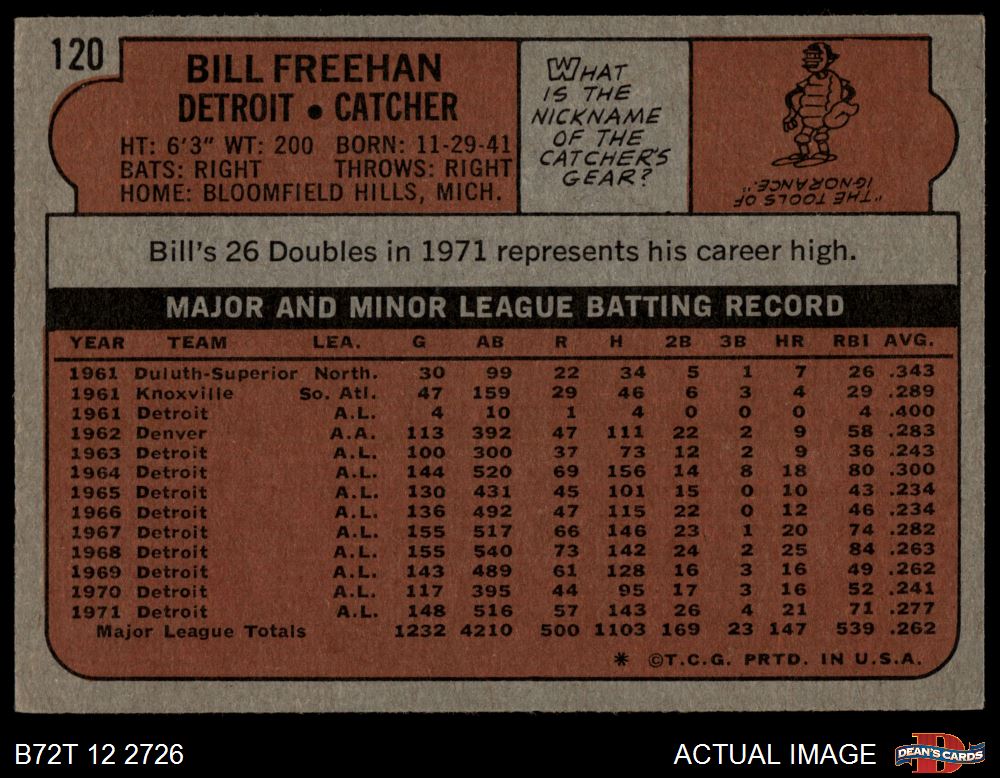 120
BILL FREEHAN
DETROIT • CATCHER
HT: 6'3" WT: 200 BORN: 11-29-41
BATS: RIGHT THROWS: RIGHT
HOME: BLOOMFIELD HILLS, MICH.
WHAT
IS THE
NICKNAME
OF THE
CATCHER'S
GEAR?
"THE TOOLS OF
IGNORANCE."
Bill's 26 Doubles in 1971 represents his career high.
MAJOR AND MINOR LEAGUE BATTING RECORD
YEAR TEAM LEA. G AB R H 2B 3B HR RBI AVG.
1961 Duluth-Superior North. 30 99 22 34 5 1 7 26 .343
1961 Knoxville So. Atl. 47 159 29 46 6 3 4 29 .289
1961 Detroit A.L. 4 10 1 4 0 0 0 4 .400
1962 Denver A.A. 113 392 47 111 22 2 9 58 .283
1963 Detroit A.L. 100 300 37 73 12 2 9 36 .243
1964 Detroit A.L. 144 520 69 156 14 8 18 80 .300
1965 Detroit A.L. 130 431 45 101 15 0 10 43 .234
1966 Detroit A.L. 136 492 47 115 22 0 12 46 .234
1967 Detroit A.L. 155 517 66 146 23 1 20 74 .282
1968 Detroit A.L. 155 540 73 142 24 2 25 84 .263
1969 Detroit A.L. 143 489 61 128 16 3 16 49 .262
1970 Detroit A.L. 117 395 44 95 17 3 16 52 .241
1971 Detroit A.L. 148 516 57 143 26 4 21 71 .277
Major League Totals 1232 4210 500 1103 169 23 147 539 .262
* ©T.C.G. PRTD. IN U.S.A.
B72T 12 2726
ACTUAL IMAGE
D
DEAN'S CARDS